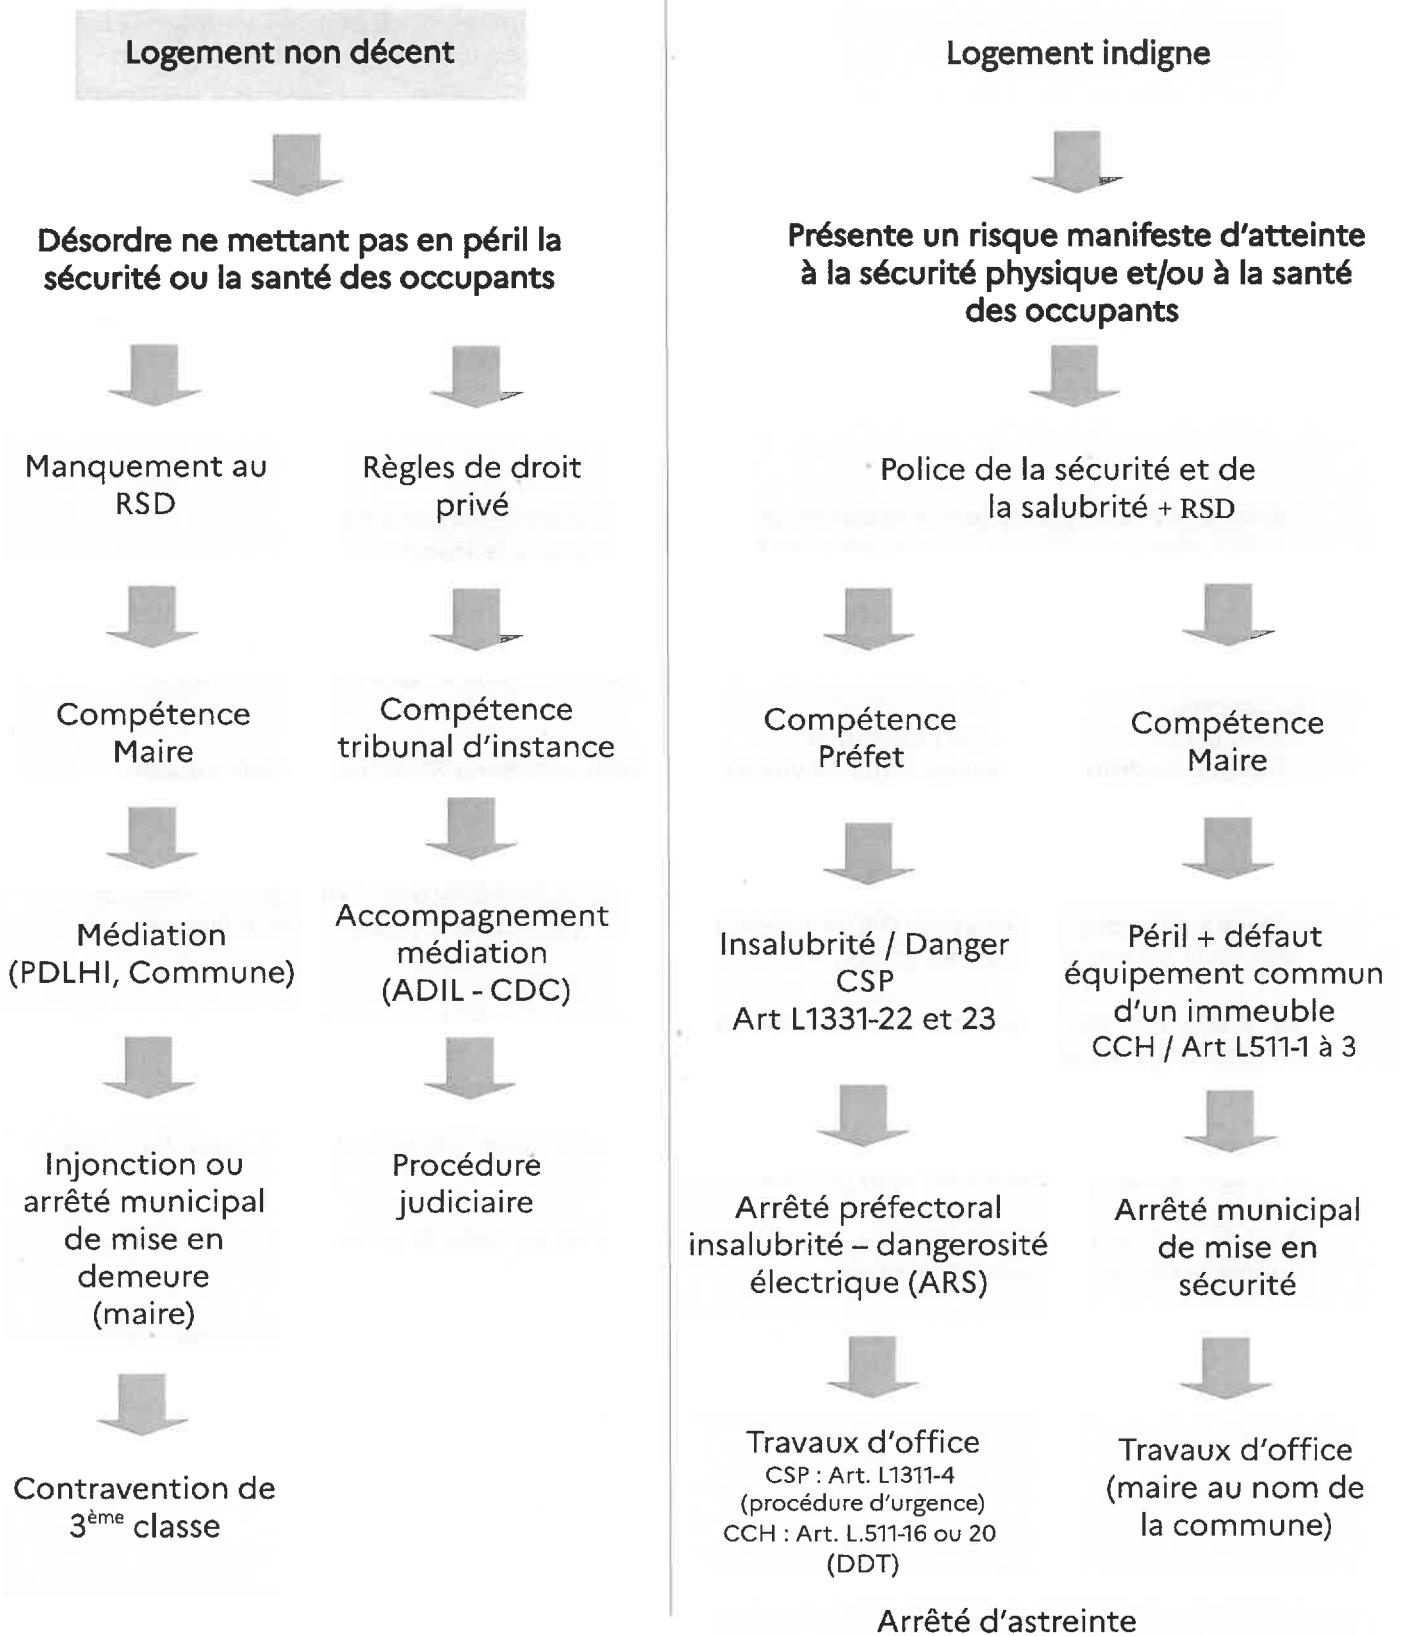 Logement non décent
Désordre ne mettant pas en péril la
sécurité ou la santé des occupants
Manquement au
RSD
Règles de droit
privé
Compétence
Maire
Compétence
tribunal d'instance
Médiation
(PDLHI, Commune)
Accompagnement
médiation
(ADIL - CDC)
Injonction ou
arrêté municipal
de mise en
demeure
(maire)
Procédure
judiciaire
Contravention de
3ème classe
Logement indigne
Présente un risque manifeste d'atteinte
à la sécurité physique et/ou à la santé
des occupants
Police de la sécurité et de
la salubrité + RSD
Compétence
Préfet
Compétence
Maire
Insalubrité / Danger
CSP
Art L1331-22 et 23
Péril + défaut
équipement commun
d'un immeuble
CCH / Art L511-1 à 3
Arrêté préfectoral
insalubrité – dangerosité
électrique (ARS)
Arrêté municipal
de mise en
sécurité
Travaux d'office
CSP : Art. L1311-4
(procédure d'urgence)
CCH : Art. L.511-16 ou 20
(DDT)
Travaux d'office
(maire au nom de
la commune)
Arrêté d'astreinte